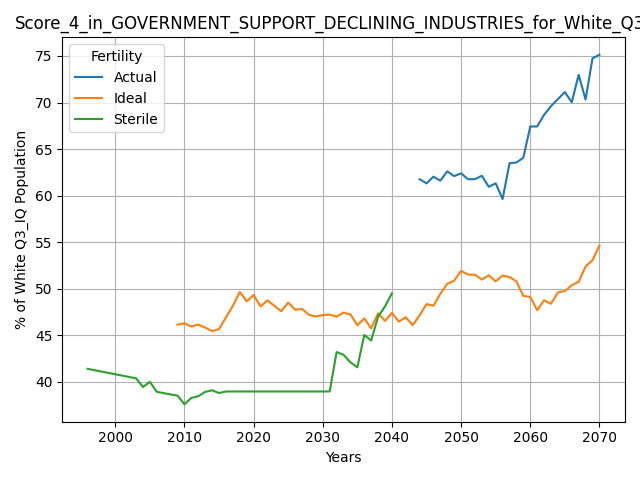 Score_4_in_GOVERNMENT_SUPPORT_DECLINING_INDUSTRIES_for_White_Q3
Fertility
Actual
Ideal
Sterile
% of White Q3_IQ Population
75
70
65
60
55
50
45
40
2000
2010
2020
2030
2040
2050
2060
2070
Years